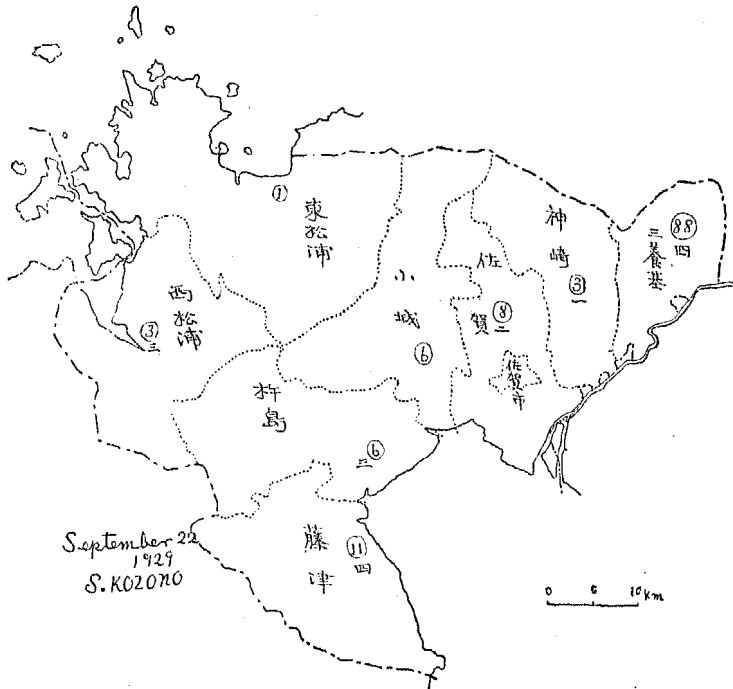 東松浦
①
西松浦
③
三
小城
⑥
佐賀
⑧
二
佐賀市
神崎
③
一
三養基
88
四
杵島
⑥
三
藤津
⑪
四
September 22
1929
S. KOZONO
0 5 10 km